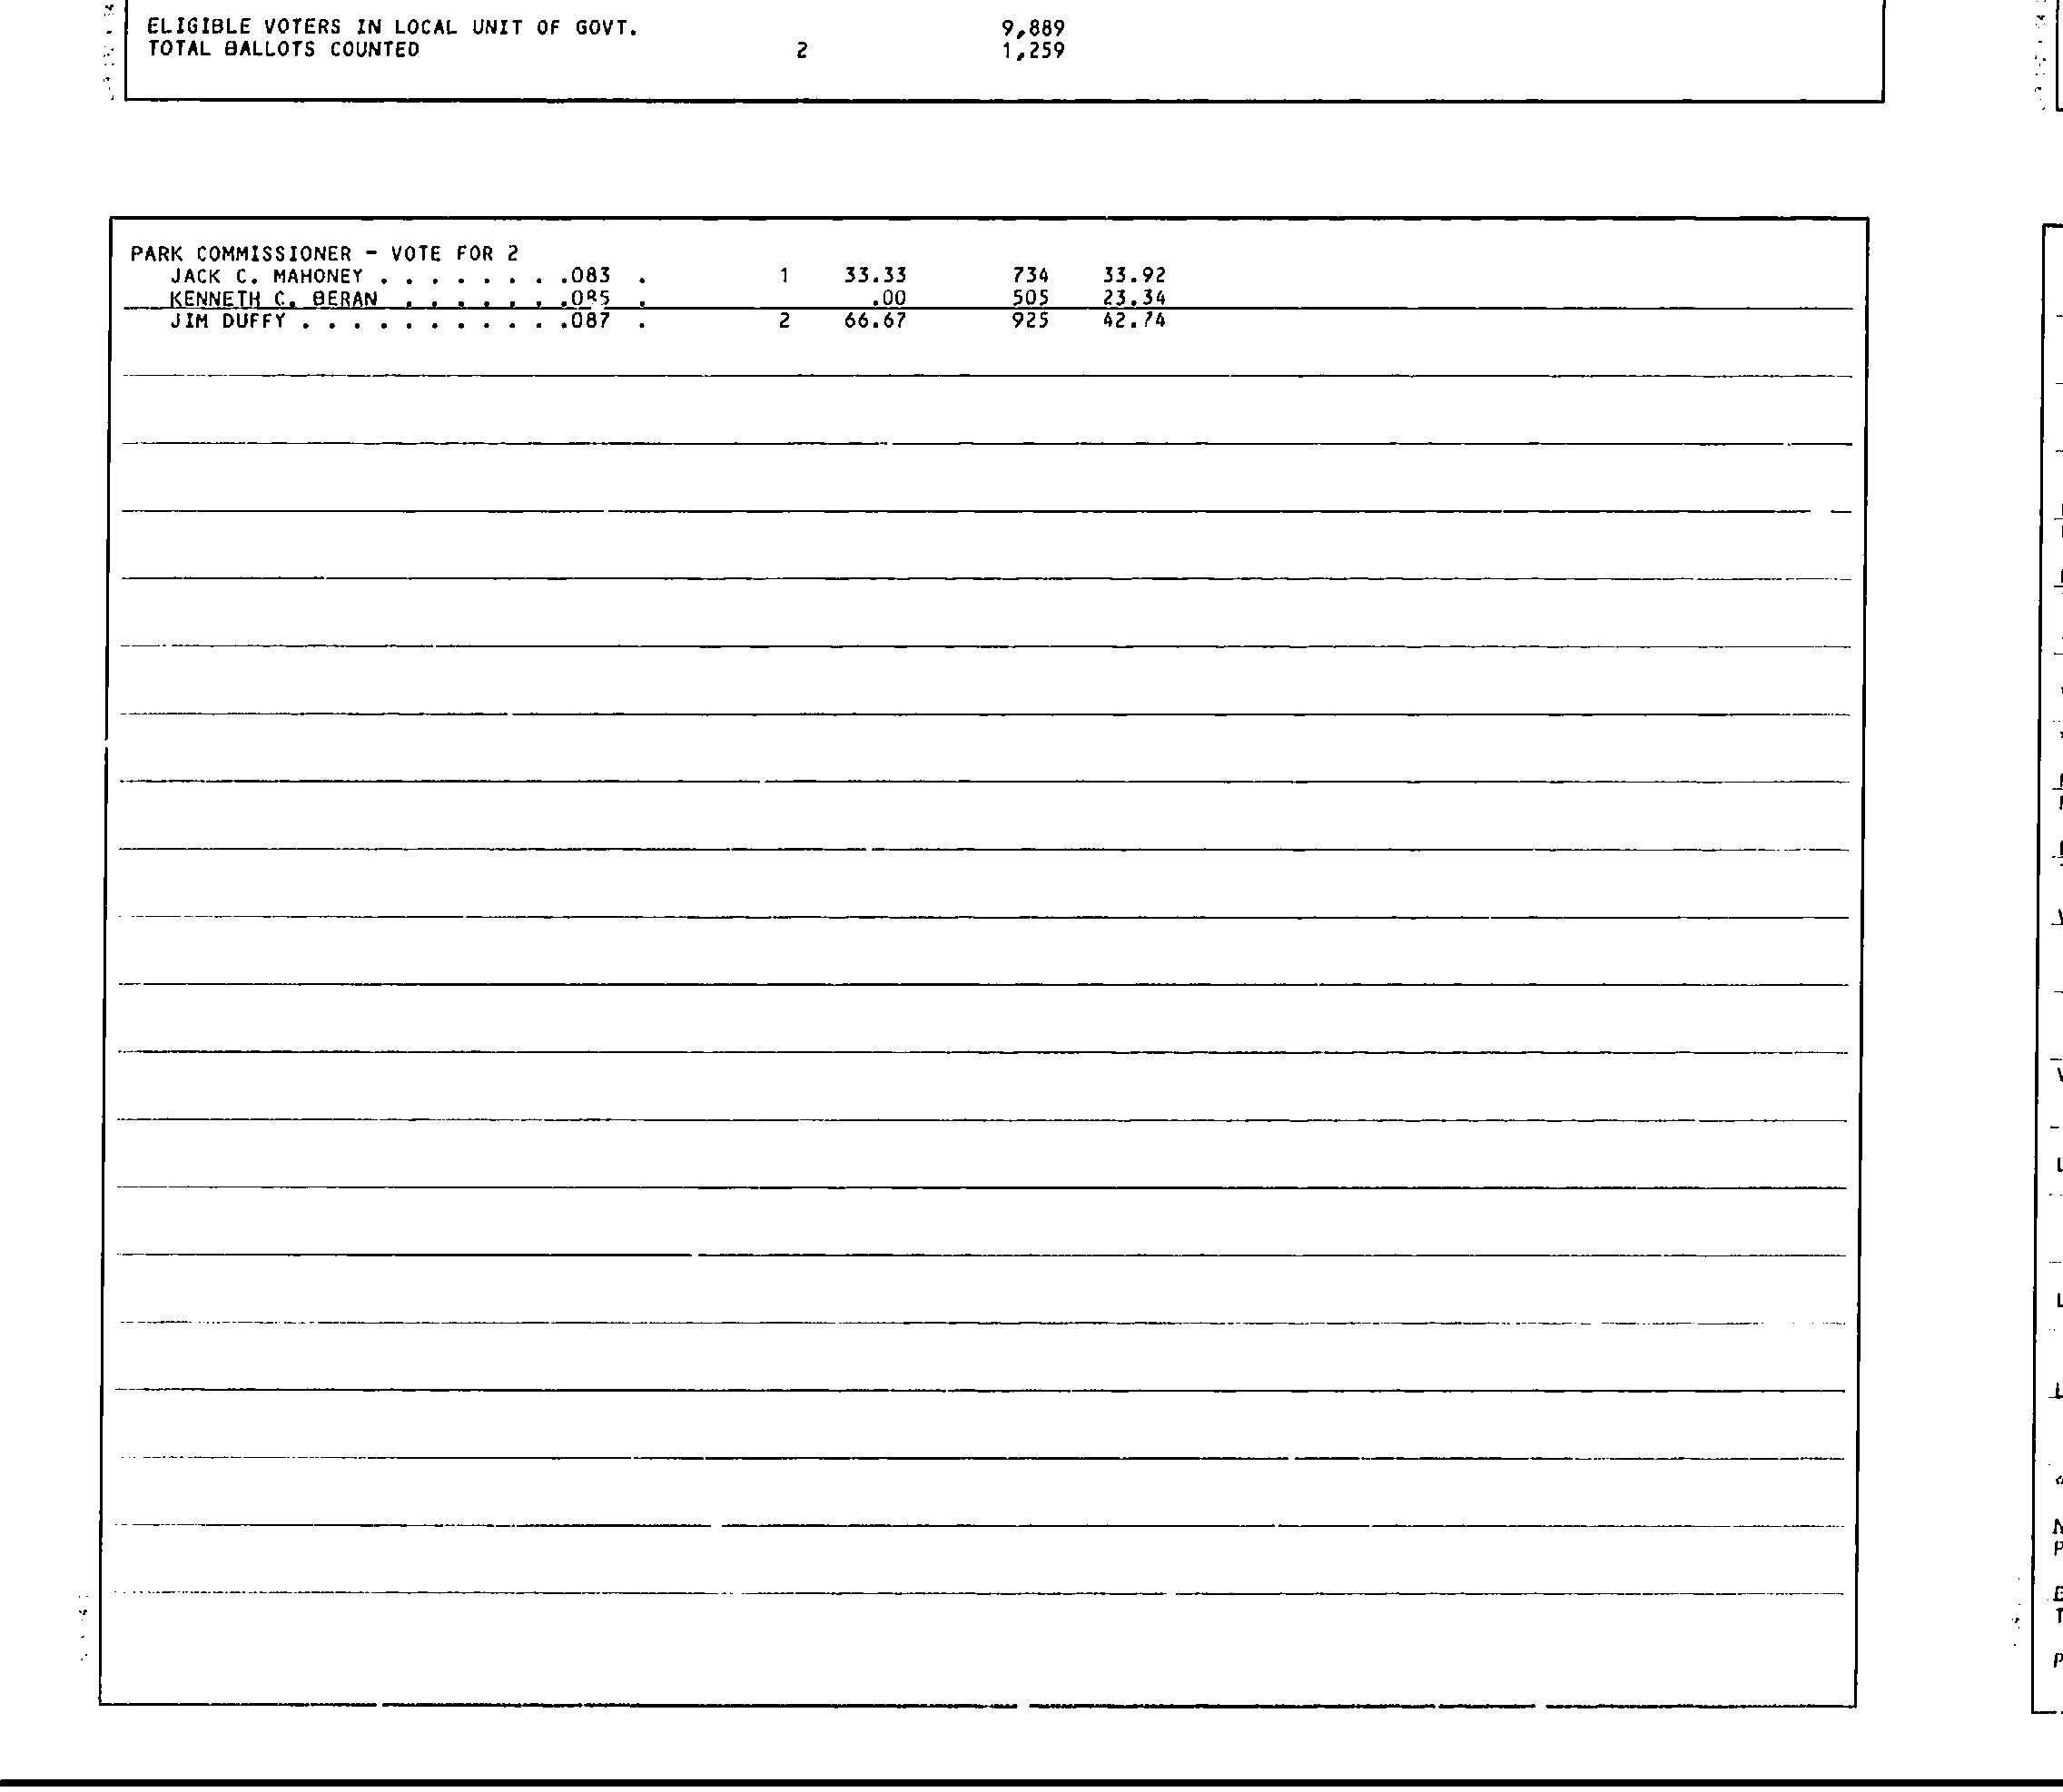 ELIGIBLE VOTERS IN LOCAL UNIT OF GOVT. 9,889
TOTAL BALLOTS COUNTED 2 1,259
PARK COMMISSIONER - VOTE FOR 2
JACK C. MAHONEY . . . . . . . .083 . 1 33.33 734 33.92
KENNETH C. BERAN . . . . . . .085 . .00 505 23.34
JIM DUFFY . . . . . . . . . . .087 . 2 66.67 925 42.74